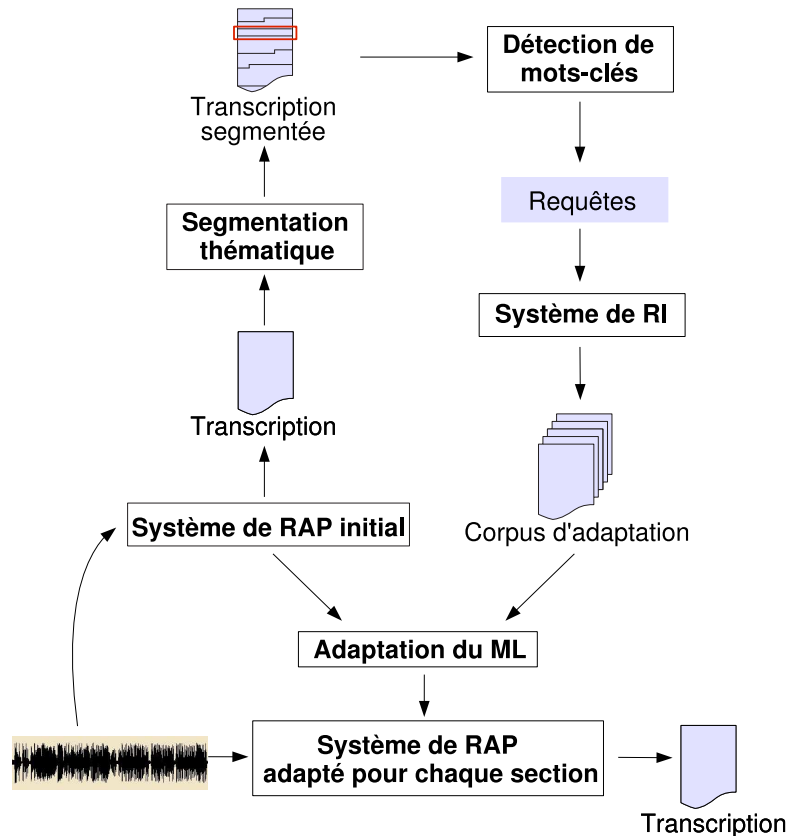 Transcription
segmentée
Détection de
mots-clés
Segmentation
thématique
Requêtes
Système de RI
Transcription
Système de RAP initial
Corpus d'adaptation
Adaptation du ML
Système de RAP
adapté pour chaque section
Transcription